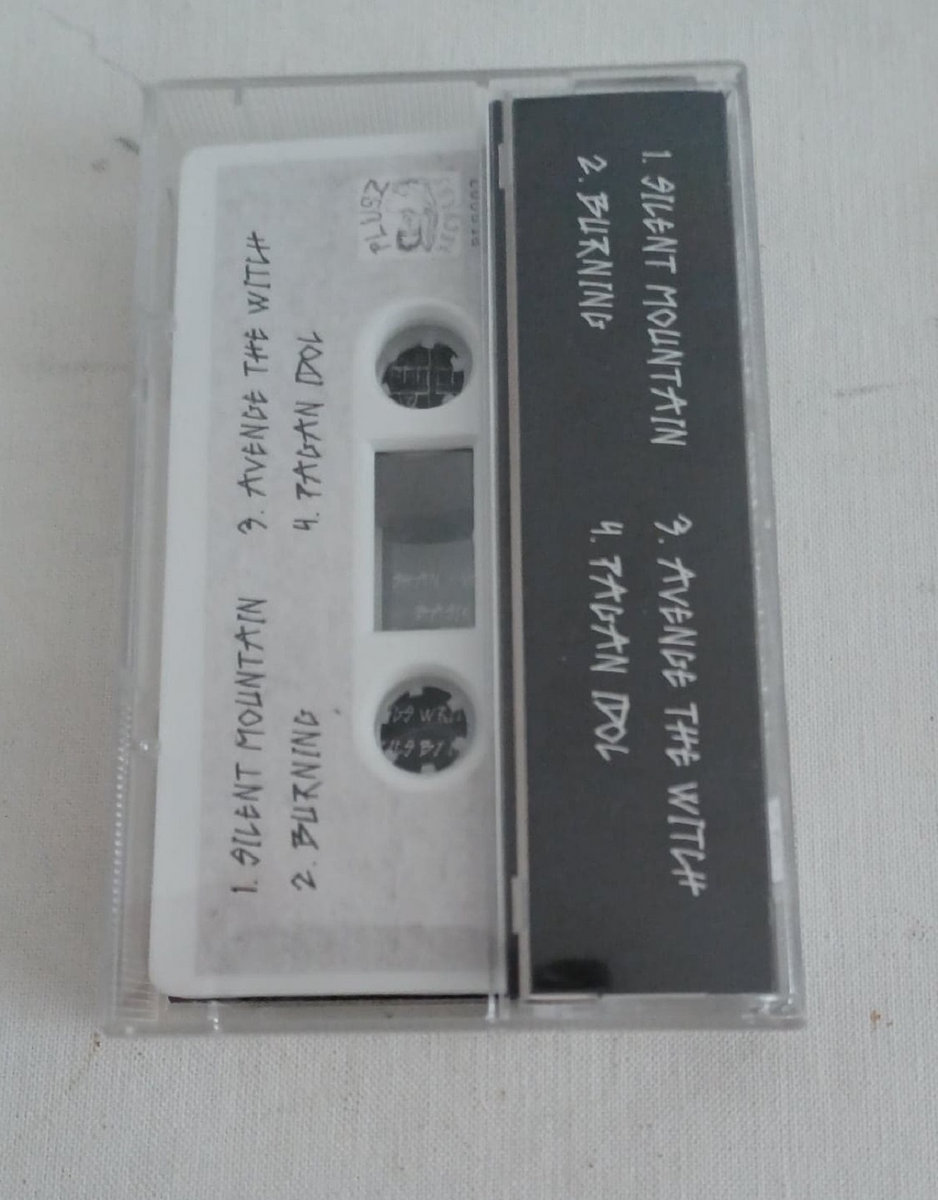 1. SILENT MOUNTAIN
2. BURNING
3. AVENGE THE WITCH
4. PAGAN IDOL
PLUSZ
1. SILENT MOUNTAIN
2. BURNING
3. AVENGE THE WITCH
4. PAGAN IDOL